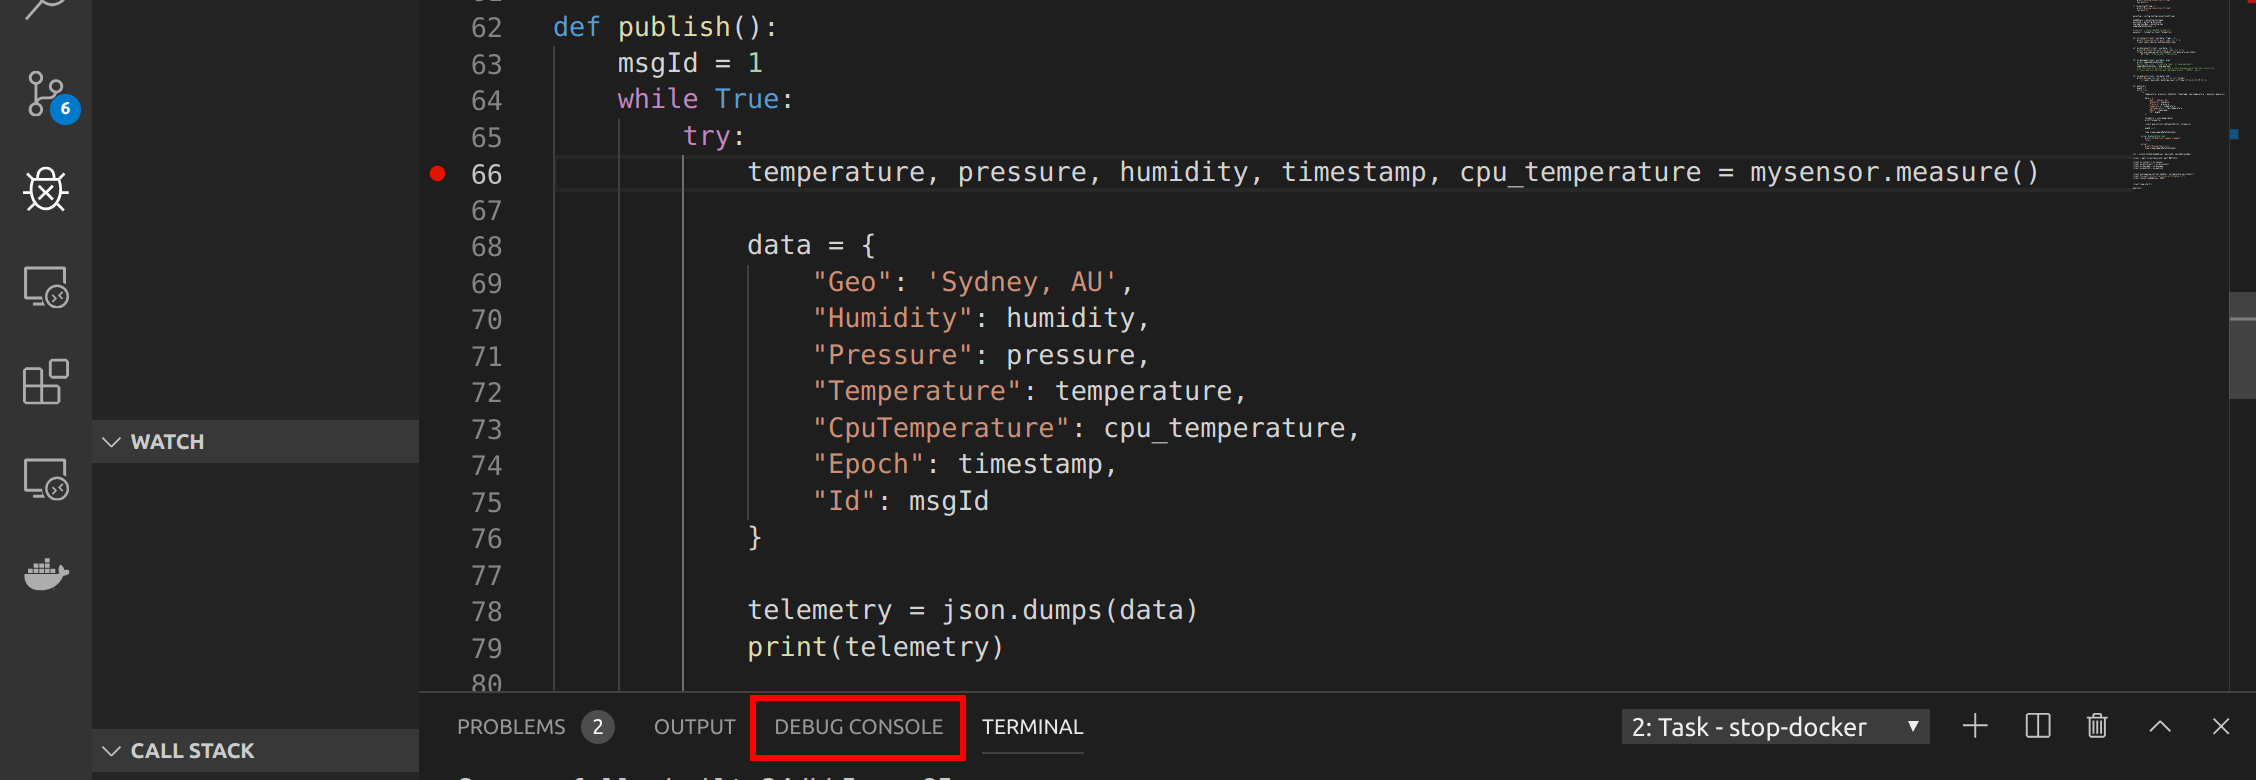 62 def publish():
63 msgId = 1
64 while True:
65 try:
66 temperature, pressure, humidity, timestamp, cpu_temperature = mysensor.measure()
67
68 data = {
69 "Geo": 'Sydney, AU',
70 "Humidity": humidity,
71 "Pressure": pressure,
72 "Temperature": temperature,
73 "CpuTemperature": cpu_temperature,
74 "Epoch": timestamp,
75 "Id": msgId
76 }
77
78 telemetry = json.dumps(data)
79 print(telemetry)
80
6
WATCH
CALL STACK
PROBLEMS 2 OUTPUT DEBUG CONSOLE TERMINAL 2: Task - stop-docker